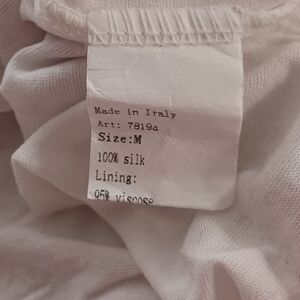 Made in Italy
Art: 7819a
Size:M
100% silk
Lining:
95% viscose